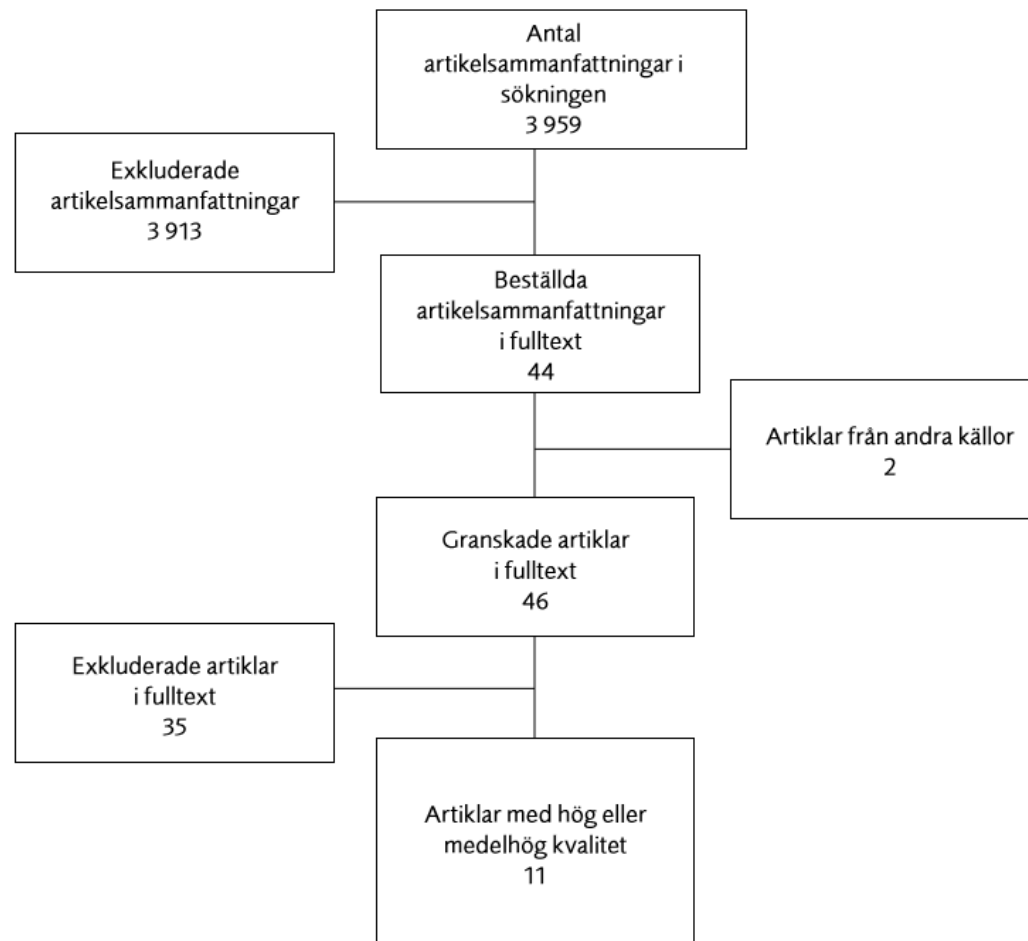 Antal
artikelsammanfattningar i
sökningen
3 959
Exkluderade
artikelsammanfattningar
3 913
Beställda
artikelsammanfattningar
i fulltext
44
Artiklar från andra källor
2
Granskade artiklar
i fulltext
46
Exkluderade artiklar
i fulltext
35
Artiklar med hög eller
medelhög kvalitet
11